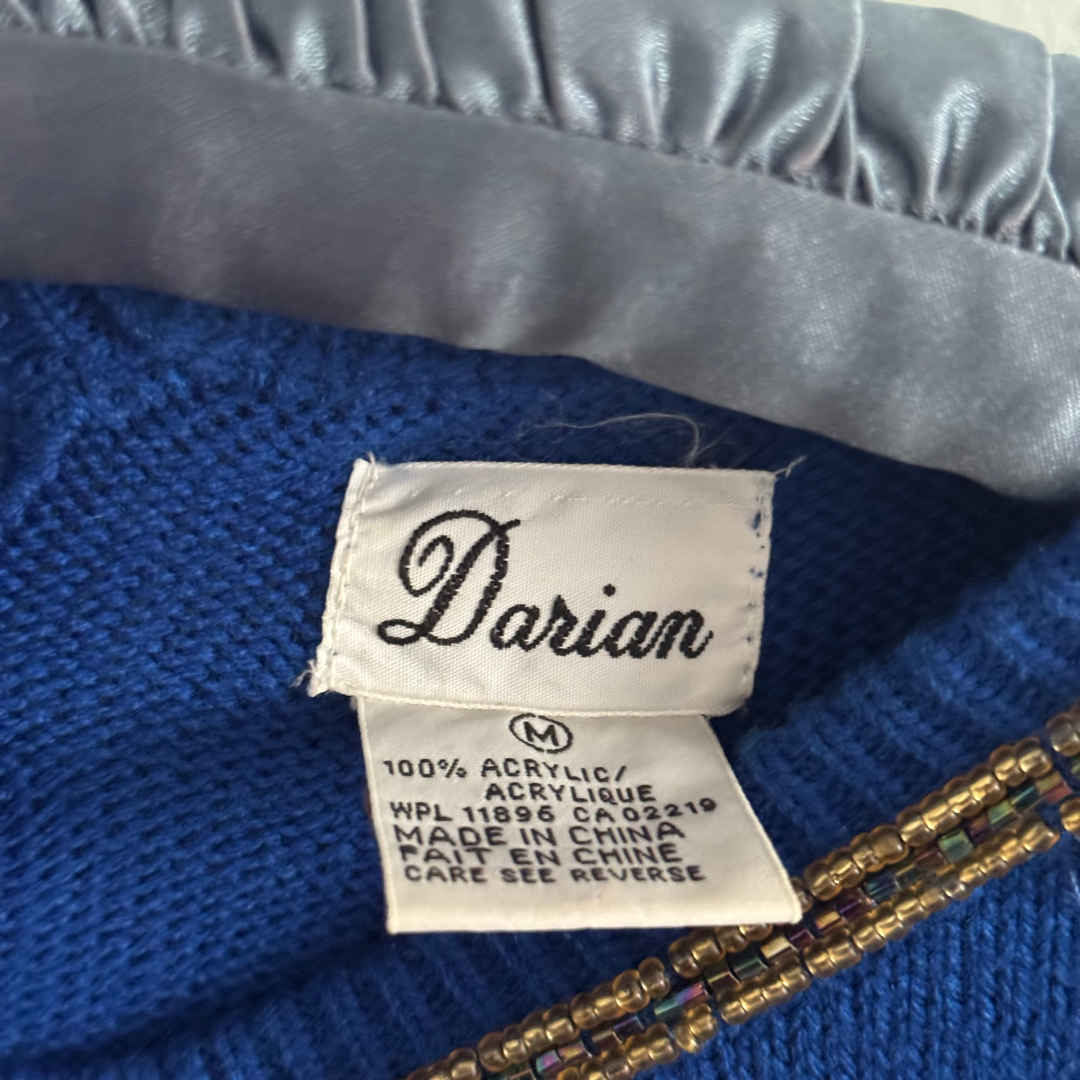 Darian
M
100% ACRYLIC/
ACRYLIQUE
WPL 11896 CA 02219
MADE IN CHINA
FAIT EN CHINE
CARE SEE REVERSE